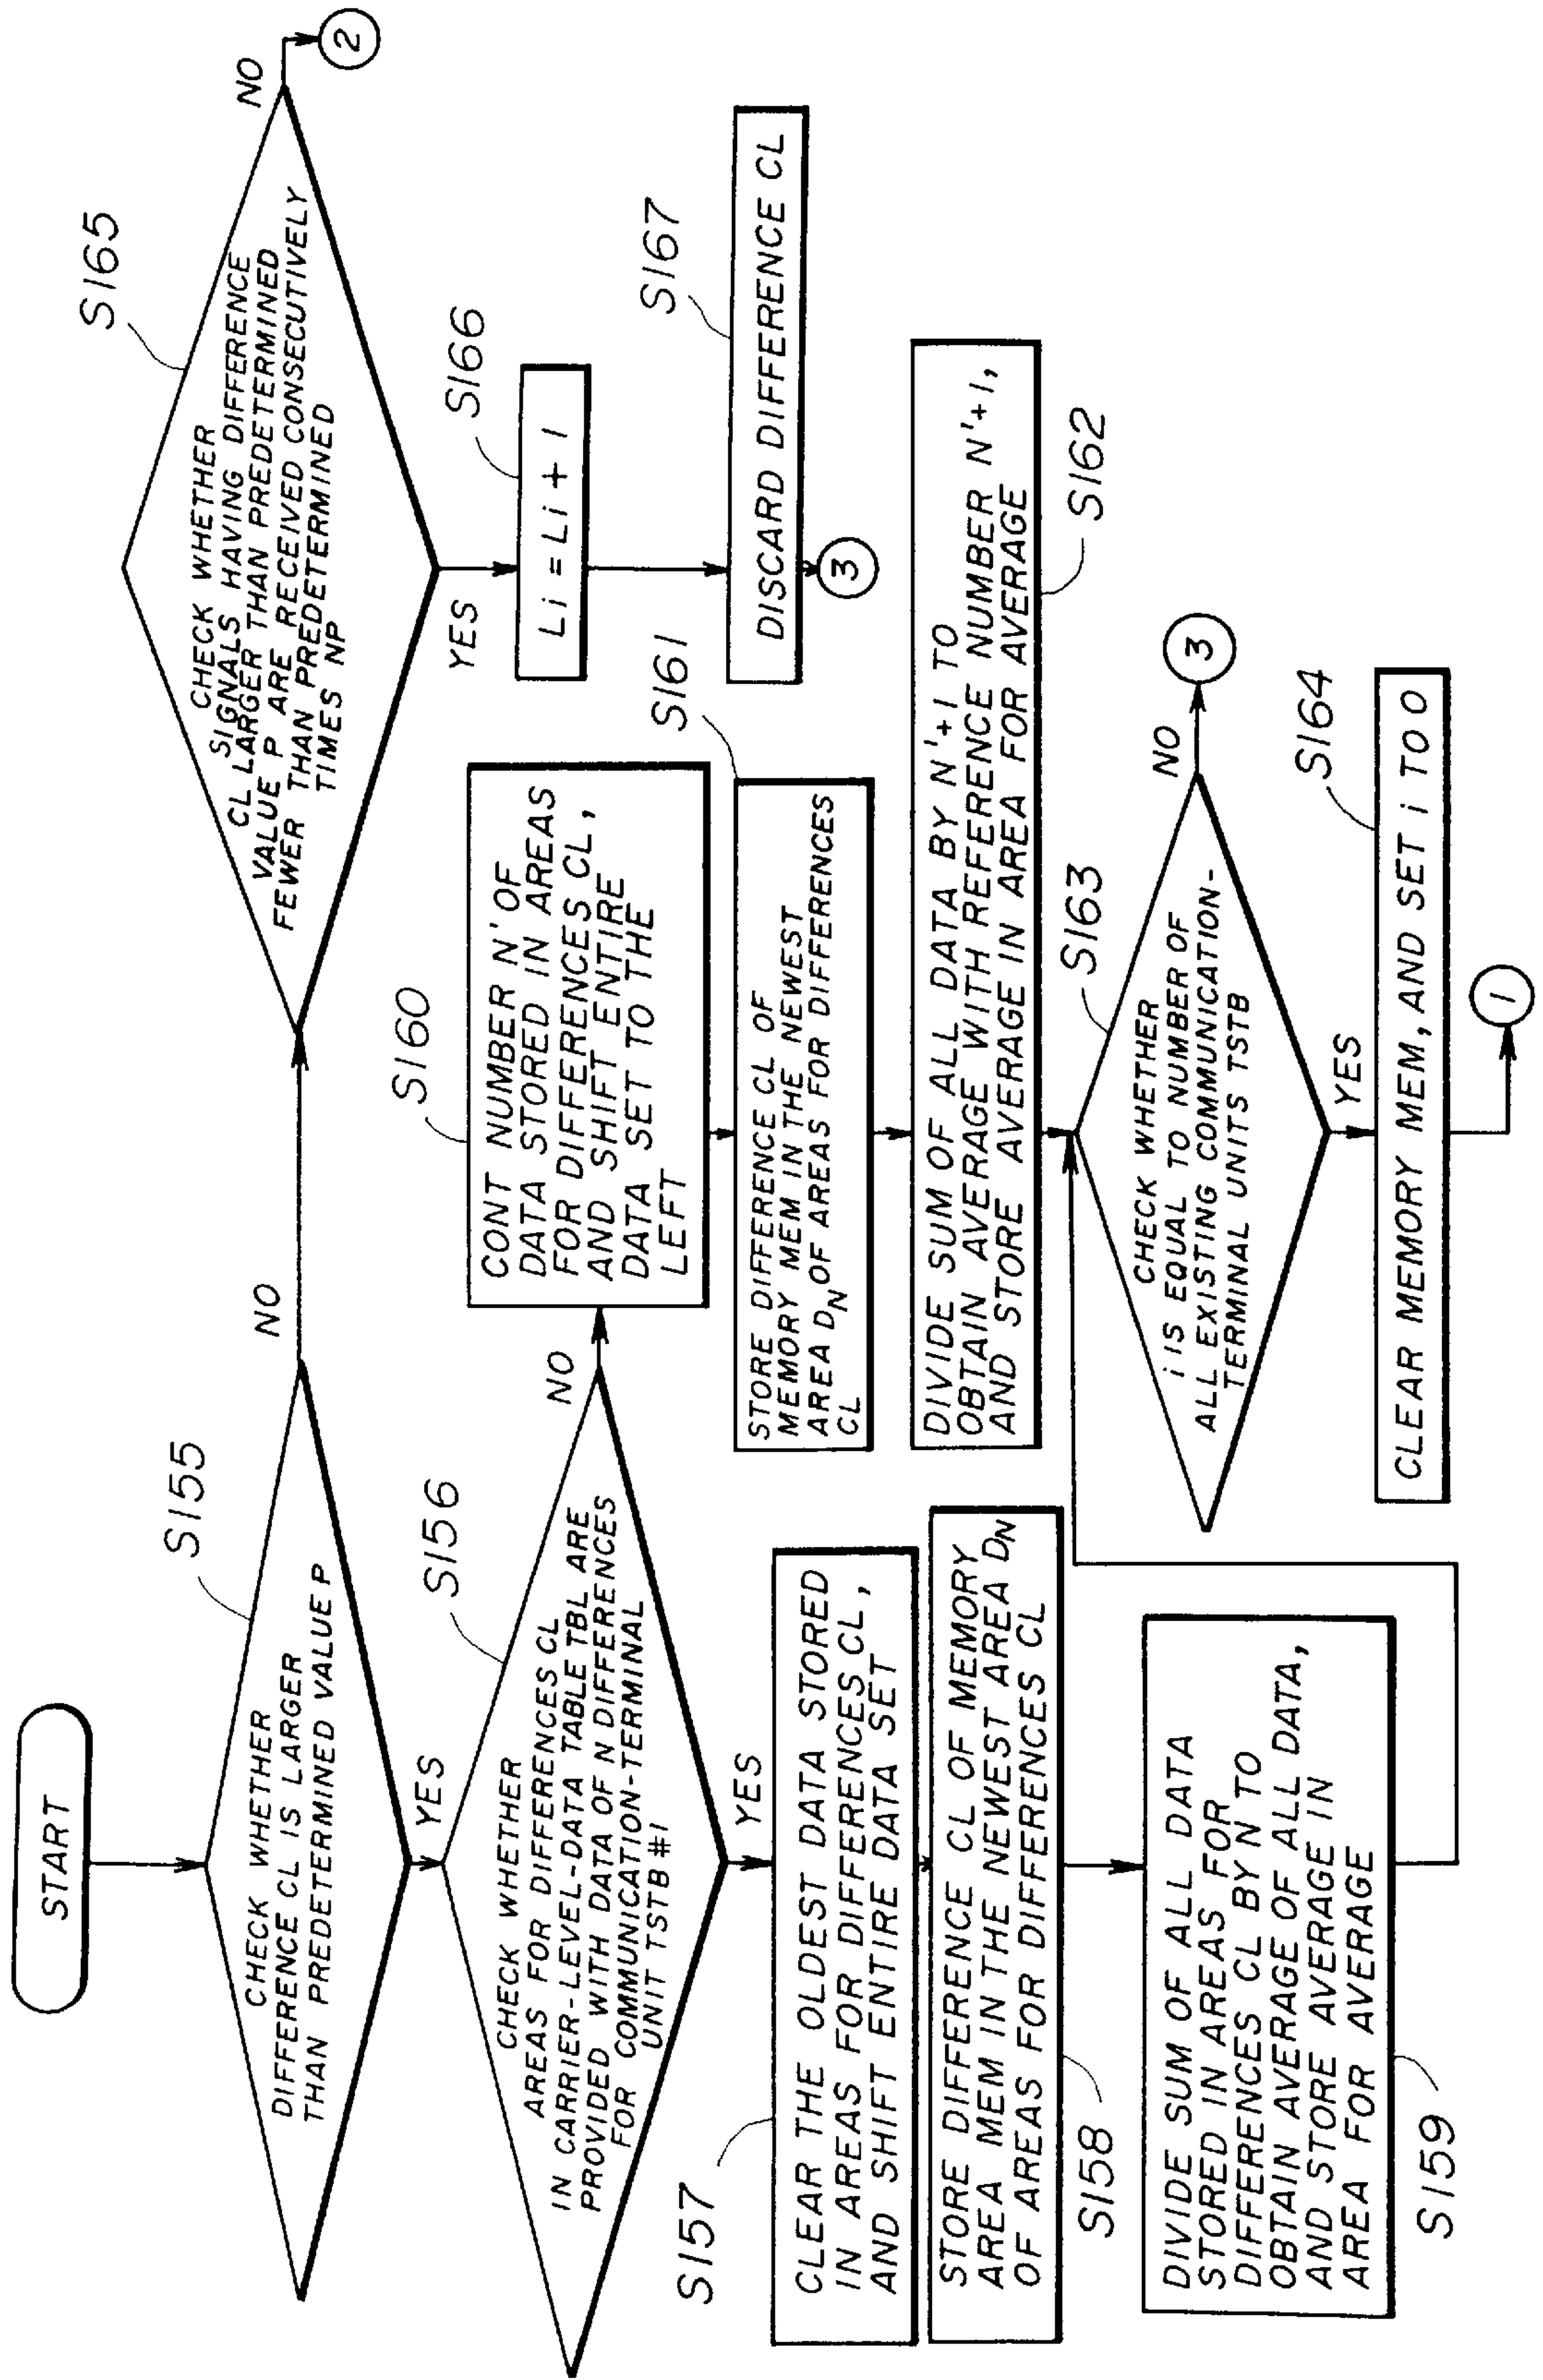 START
S155
CHECK WHETHER
DIFFERENCE CL IS LARGER
THAN PREDETERMINED VALUE P
NO
YES
S156
CHECK WHETHER
AREAS FOR DIFFERENCES CL
IN CARRIER-LEVEL-DATA TABLE TBL ARE
PROVIDED WITH DATA OF N DIFFERENCES
FOR COMMUNICATION-TERMINAL
UNIT TSTB #1
NO
YES
S157
CLEAR THE OLDEST DATA STORED
IN AREAS FOR DIFFERENCES CL,
AND SHIFT ENTIRE DATA SET
STORE DIFFERENCE CL OF MEMORY
AREA MEM IN THE NEWEST AREA DN
OF AREAS FOR DIFFERENCES CL
S158
DIVIDE SUM OF ALL DATA
STORED IN AREAS FOR
DIFFERENCES CL BY N TO
OBTAIN AVERAGE OF ALL DATA,
AND STORE AVERAGE IN
AREA FOR AVERAGE
S159
S160
CONT NUMBER N' OF
DATA STORED IN AREAS
FOR DIFFERENCES CL,
AND SHIFT ENTIRE
DATA SET TO THE
LEFT
S161
STORE DIFFERENCE CL OF
MEMORY MEM IN THE NEWEST
AREA DN OF AREAS FOR DIFFERENCES
CL
DIVIDE SUM OF ALL DATA BY N'+1 TO
OBTAIN AVERAGE WITH REFERENCE NUMBER N'+1,
AND STORE AVERAGE IN AREA FOR AVERAGE
S162
S163
CHECK WHETHER
i IS EQUAL TO NUMBER OF
ALL EXISTING COMMUNICATION-
TERMINAL UNITS TSTB
NO
3
YES
S164
CLEAR MEMORY MEM, AND SET i TO 0
1
S165
CHECK WHETHER
SIGNALS HAVING DIFFERENCE
CL LARGER THAN PREDETERMINED
VALUE P ARE RECEIVED CONSECUTIVELY
FEWER THAN PREDETERMINED
TIMES NP
NO
2
YES
S166
Li = Li + 1
S167
DISCARD DIFFERENCE CL
3